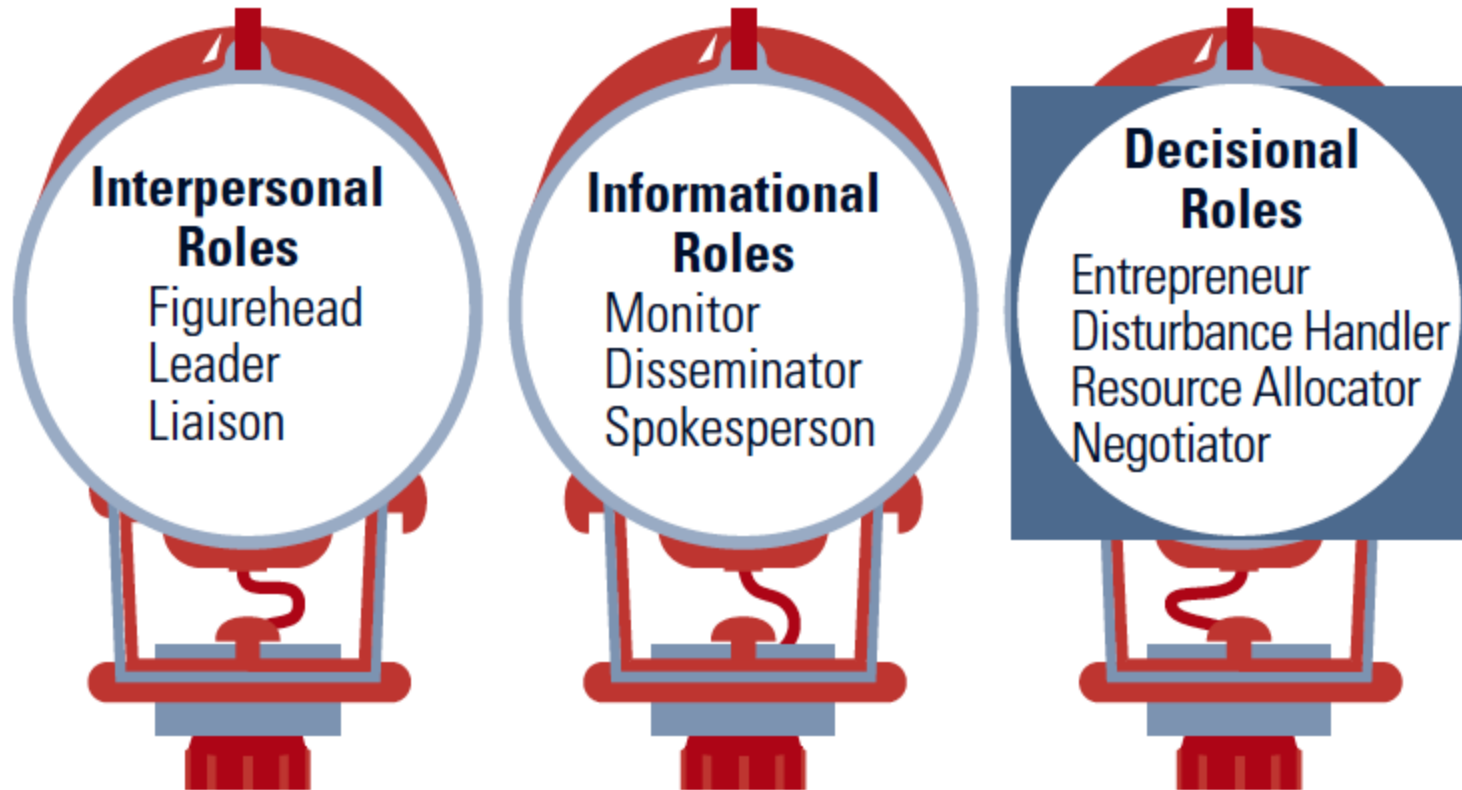 Interpersonal
Roles
Figurehead
Leader
Liaison
Informational
Roles
Monitor
Disseminator
Spokesperson
Decisional
Roles
Entrepreneur
Disturbance Handler
Resource Allocator
Negotiator